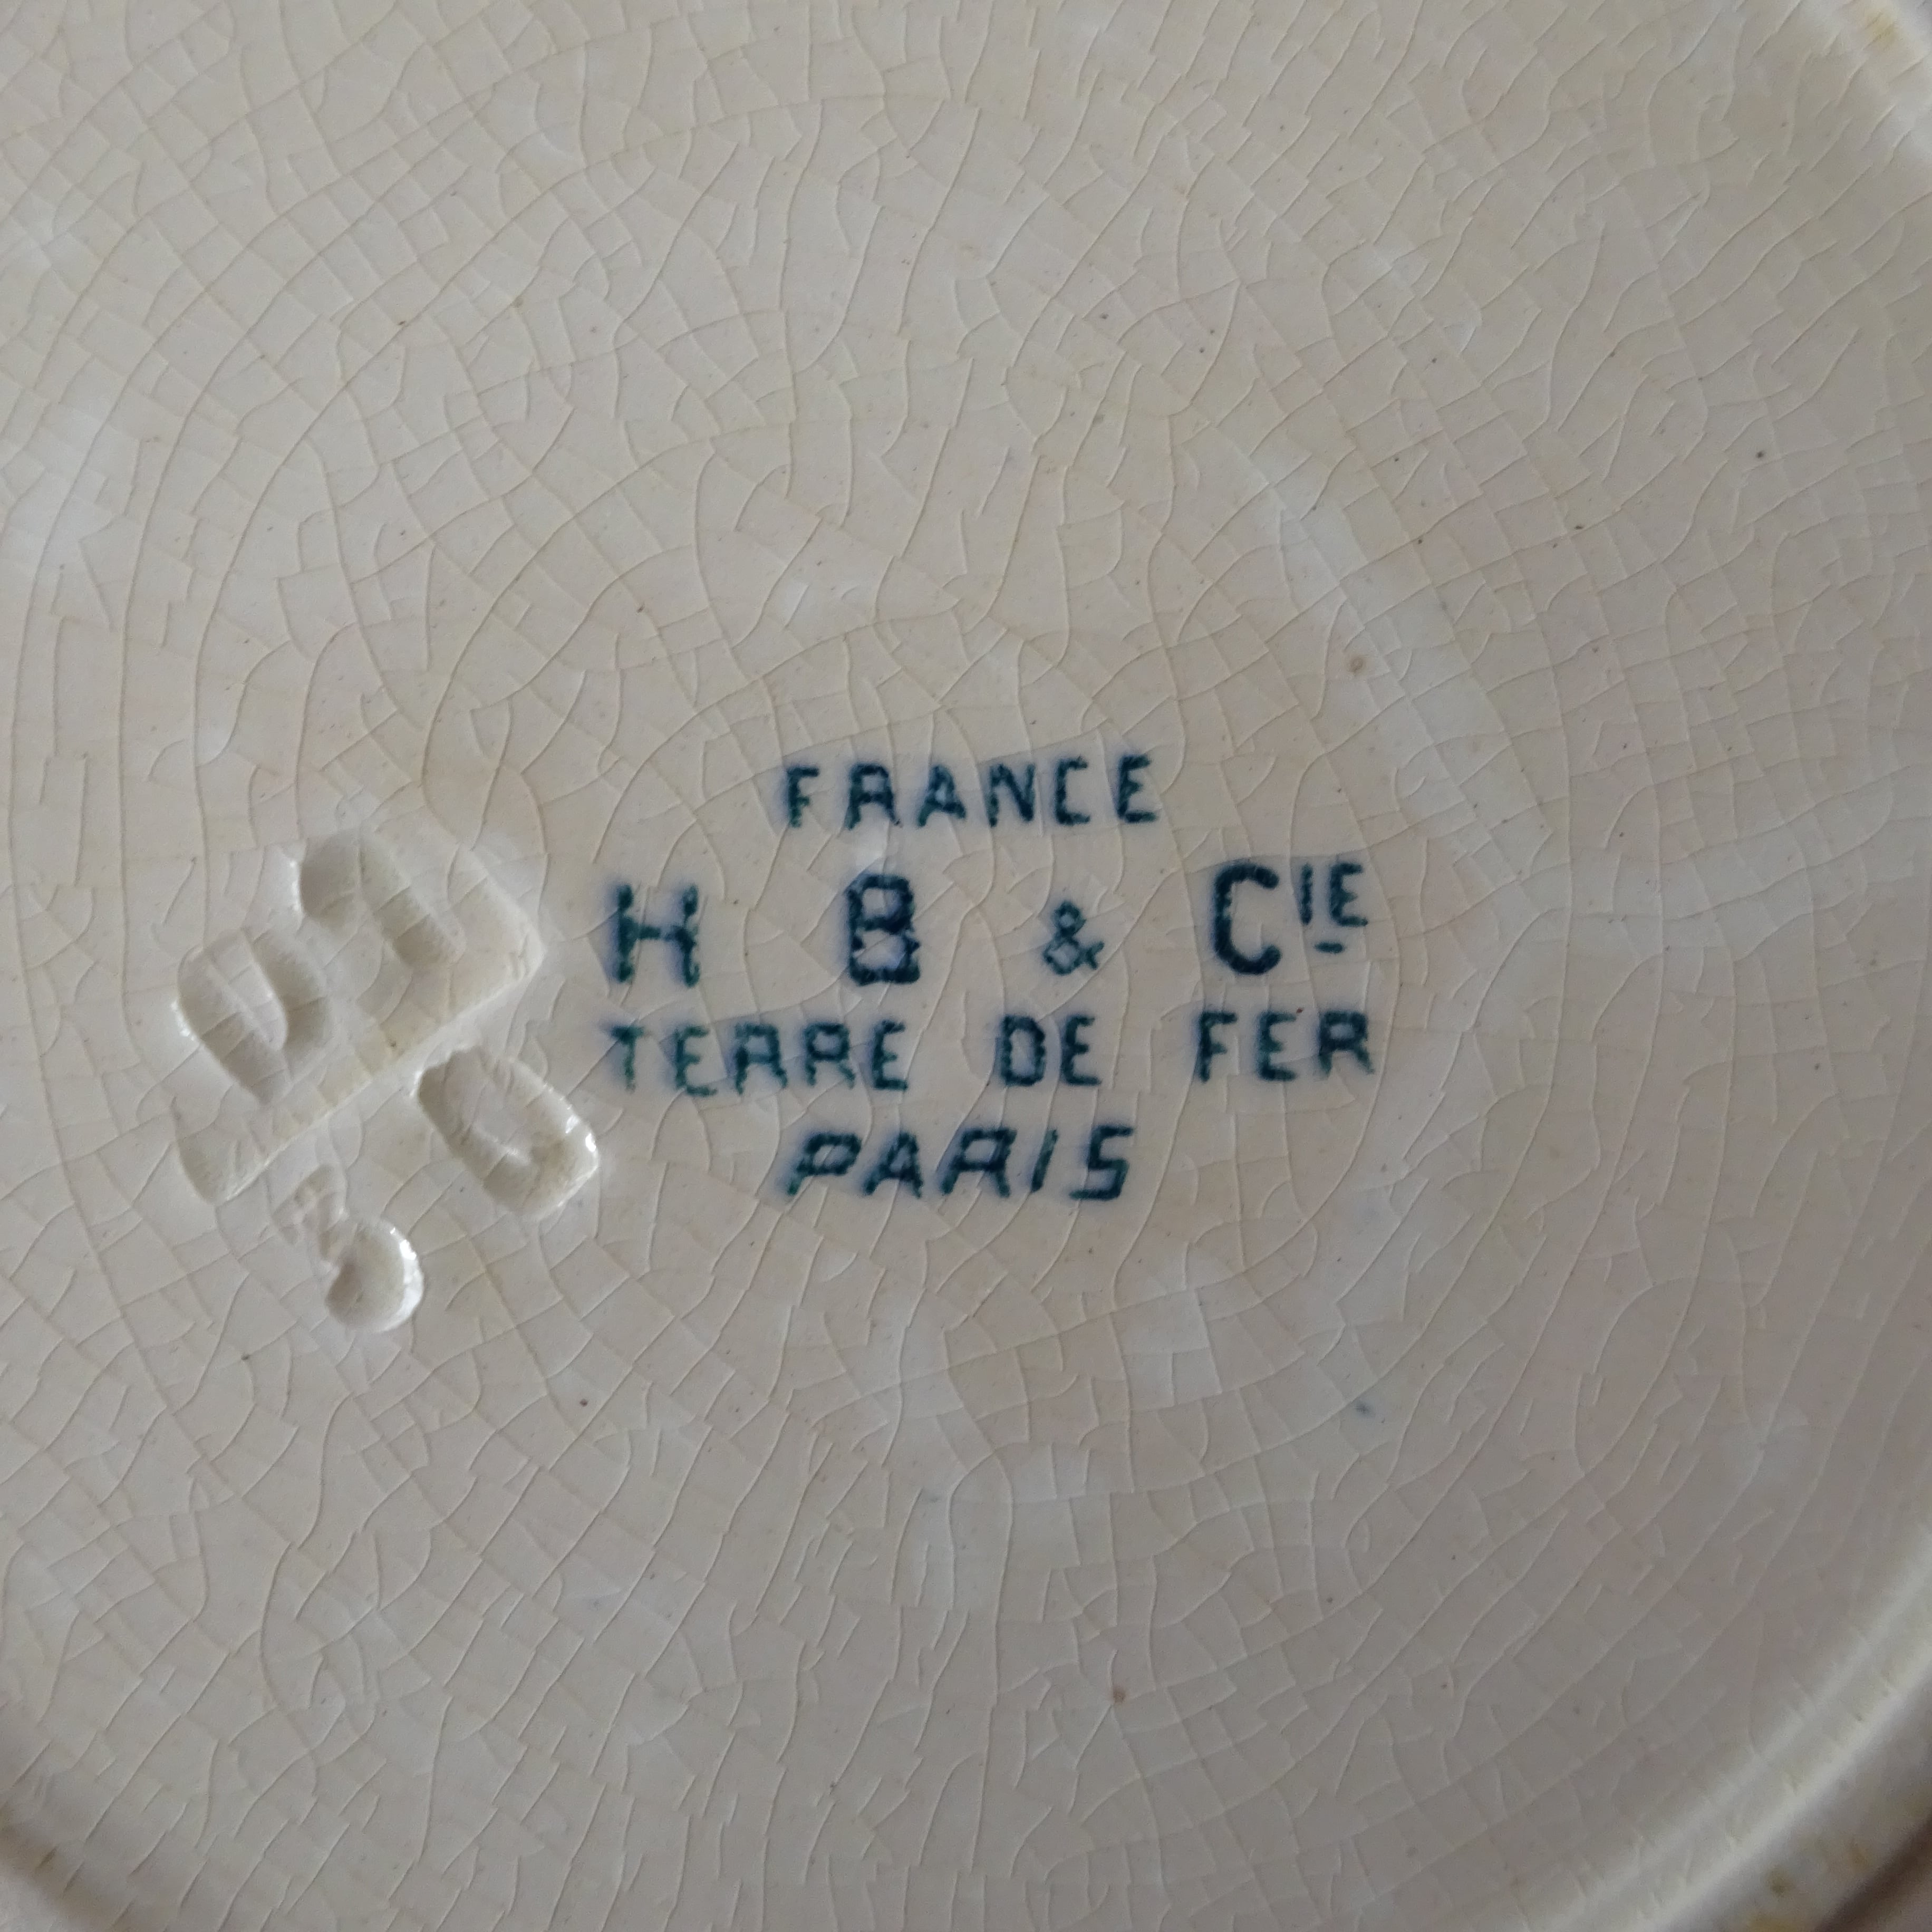 FRANCE
H B & CIE
TERRE DE FER
PARIS